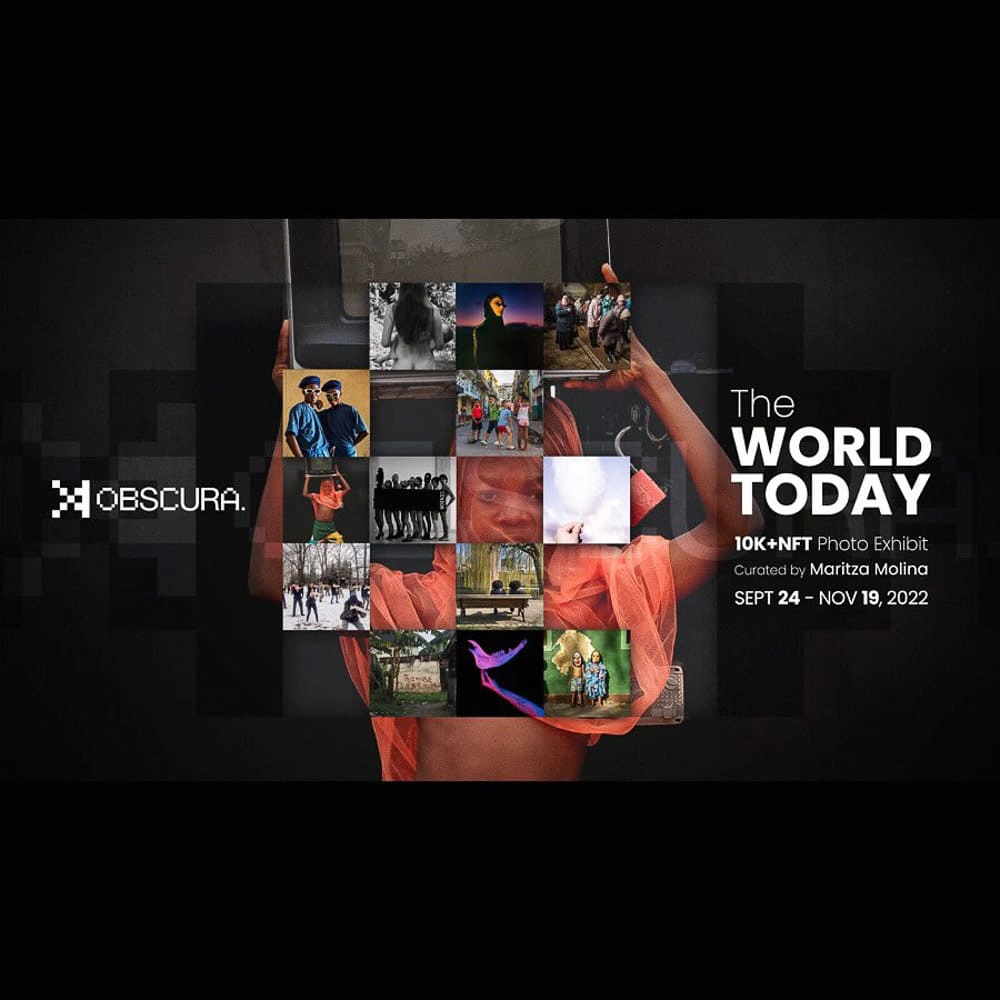 OBSCURA.
The
WORLD
TODAY
10K+NFT Photo Exhibit
Curated by Maritza Molina
SEPT 24 - NOV 19, 2022